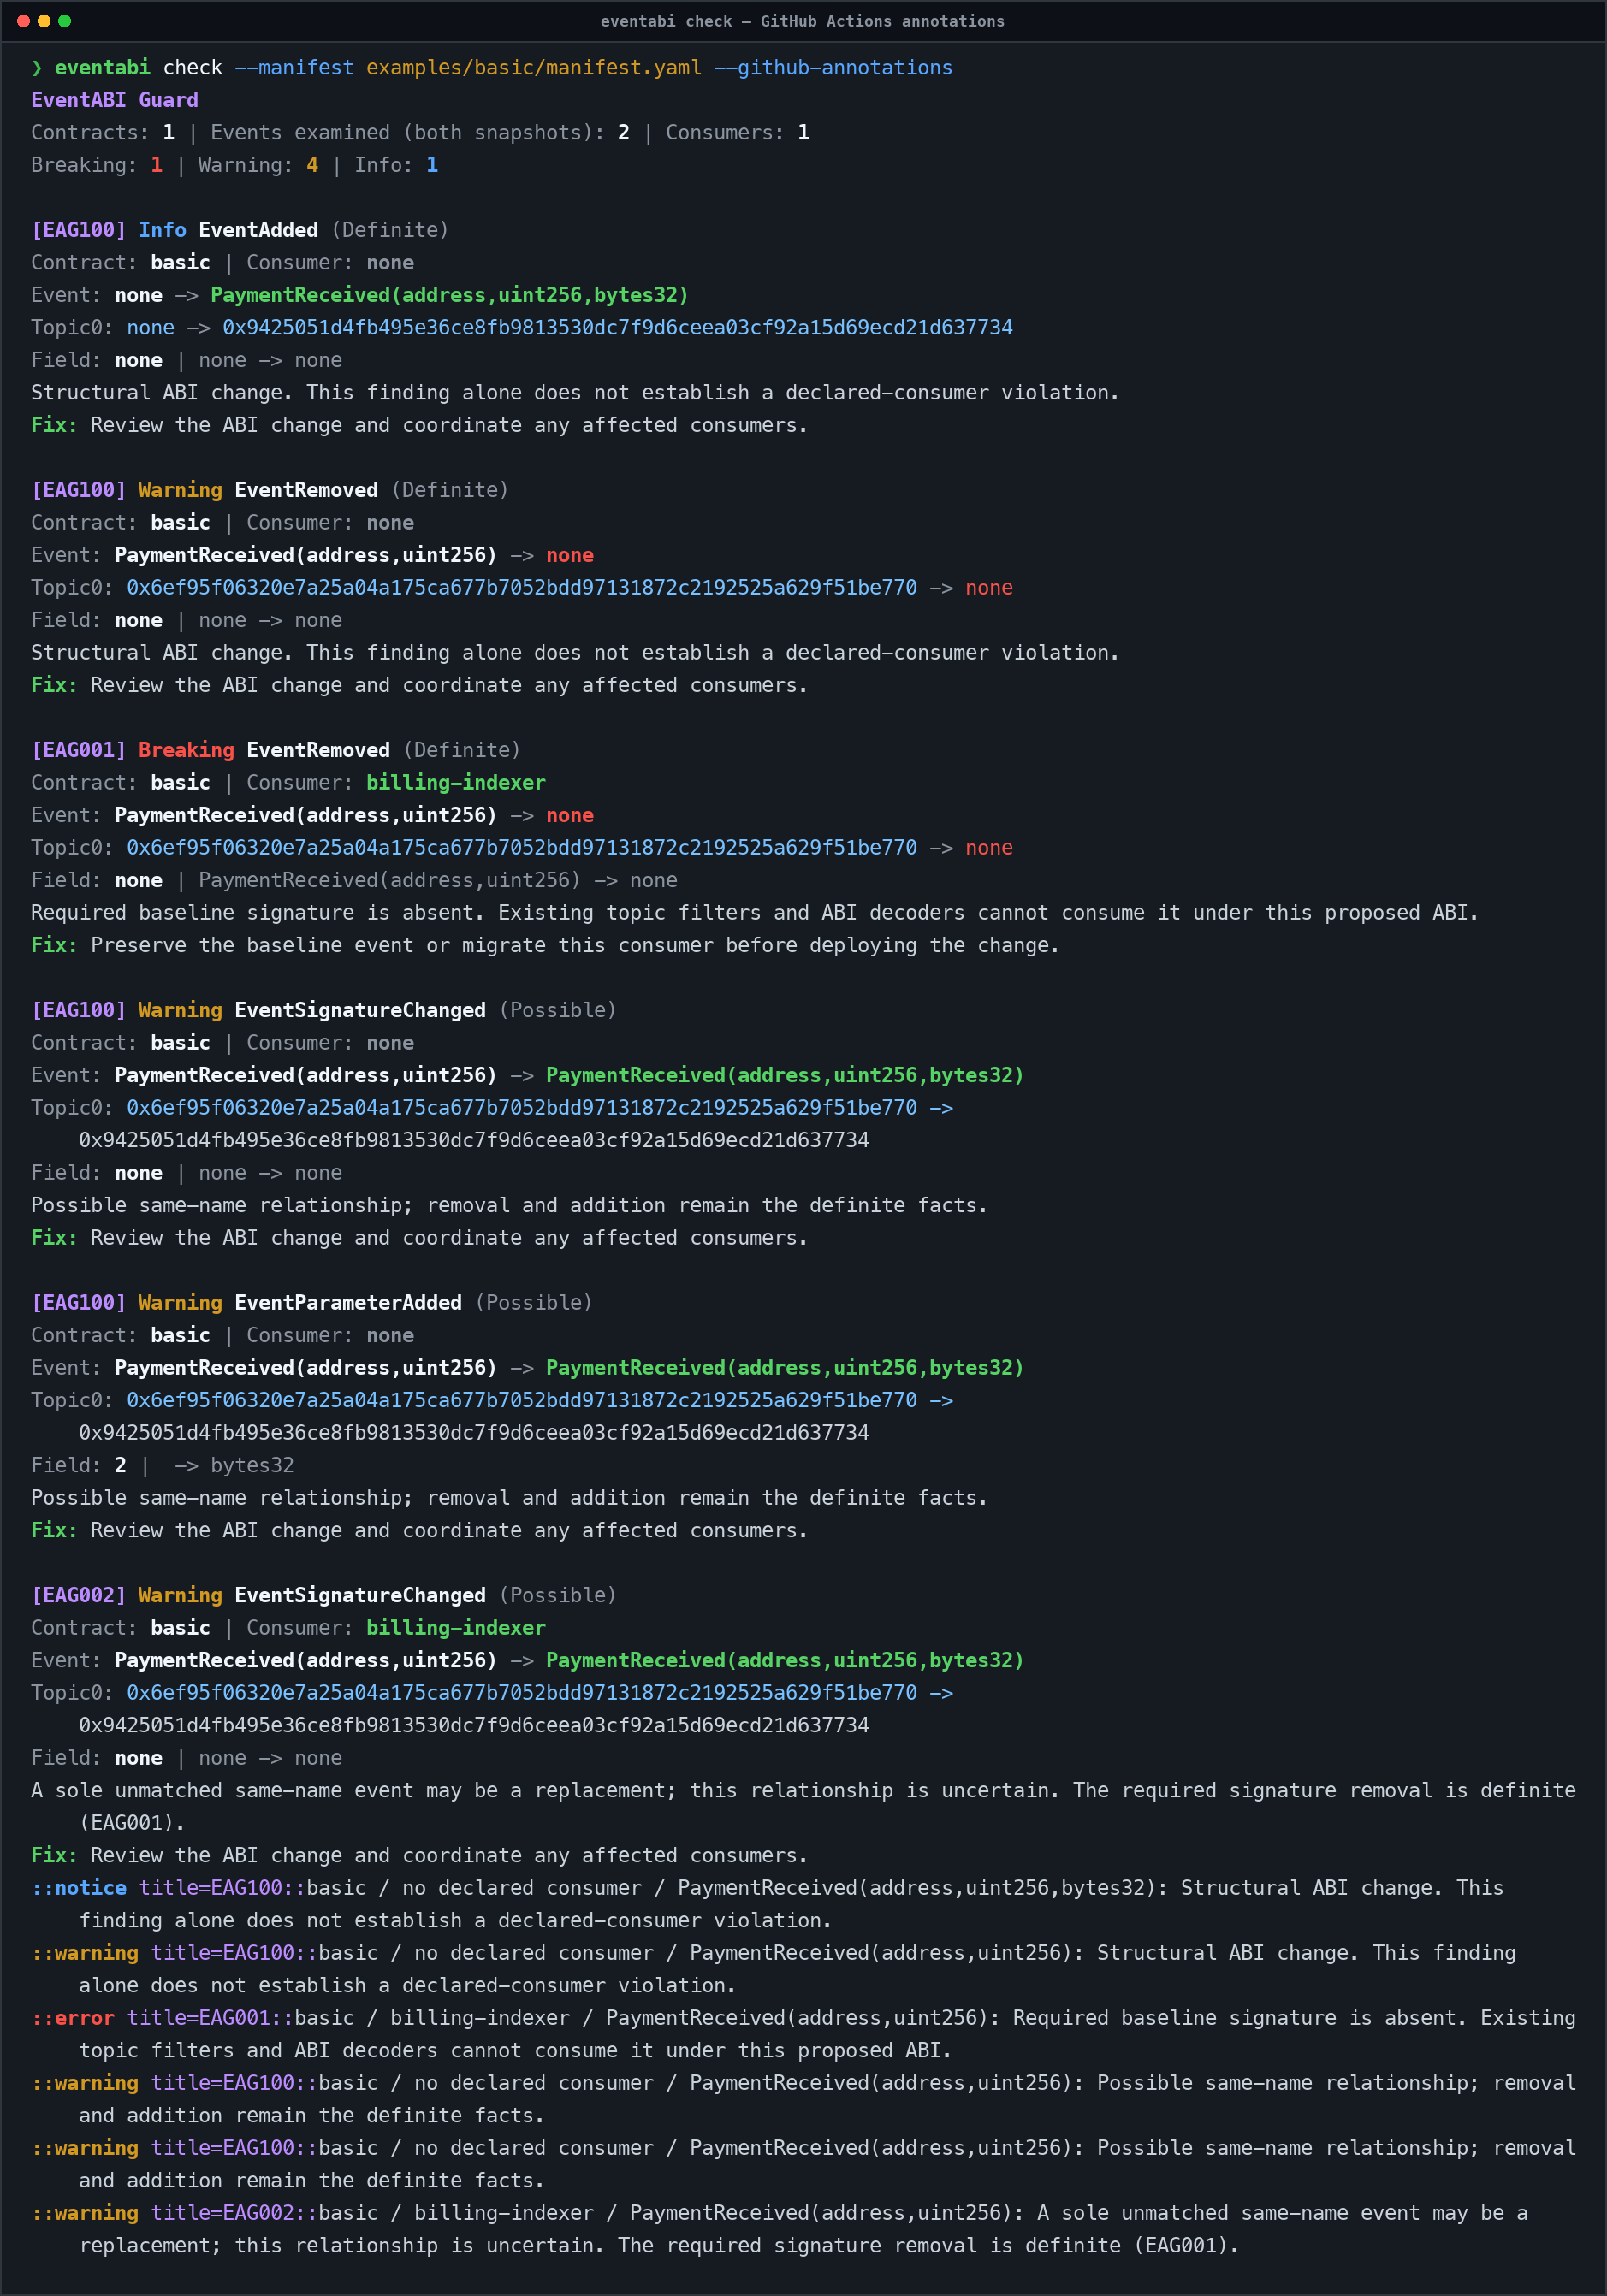 eventabi check — GitHub Actions annotations
❯ eventabi check --manifest examples/basic/manifest.yaml --github-annotations
EventABI Guard
Contracts: 1 | Events examined (both snapshots): 2 | Consumers: 1
Breaking: 1 | Warning: 4 | Info: 1
[EAG100] Info EventAdded (Definite)
Contract: basic | Consumer: none
Event: none -> PaymentReceived(address,uint256,bytes32)
Topic0: none -> 0x9425051d4fb495e36ce8fb9813530dc7f9d6ceea03cf92a15d69ecd21d637734
Field: none | none -> none
Structural ABI change. This finding alone does not establish a declared-consumer violation.
Fix: Review the ABI change and coordinate any affected consumers.
[EAG100] Warning EventRemoved (Definite)
Contract: basic | Consumer: none
Event: PaymentReceived(address,uint256) -> none
Topic0: 0x6ef95f06320e7a25a04a175ca677b7052bdd97131872c2192525a629f51be770 -> none
Field: none | none -> none
Structural ABI change. This finding alone does not establish a declared-consumer violation.
Fix: Review the ABI change and coordinate any affected consumers.
[EAG001] Breaking EventRemoved (Definite)
Contract: basic | Consumer: billing-indexer
Event: PaymentReceived(address,uint256) -> none
Topic0: 0x6ef95f06320e7a25a04a175ca677b7052bdd97131872c2192525a629f51be770 -> none
Field: none | PaymentReceived(address,uint256) -> none
Required baseline signature is absent. Existing topic filters and ABI decoders cannot consume it under this proposed ABI.
Fix: Preserve the baseline event or migrate this consumer before deploying the change.
[EAG100] Warning EventSignatureChanged (Possible)
Contract: basic | Consumer: none
Event: PaymentReceived(address,uint256) -> PaymentReceived(address,uint256,bytes32)
Topic0: 0x6ef95f06320e7a25a04a175ca677b7052bdd97131872c2192525a629f51be770 ->
0x9425051d4fb495e36ce8fb9813530dc7f9d6ceea03cf92a15d69ecd21d637734
Field: none | none -> none
Possible same-name relationship; removal and addition remain the definite facts.
Fix: Review the ABI change and coordinate any affected consumers.
[EAG100] Warning EventParameterAdded (Possible)
Contract: basic | Consumer: none
Event: PaymentReceived(address,uint256) -> PaymentReceived(address,uint256,bytes32)
Topic0: 0x6ef95f06320e7a25a04a175ca677b7052bdd97131872c2192525a629f51be770 ->
0x9425051d4fb495e36ce8fb9813530dc7f9d6ceea03cf92a15d69ecd21d637734
Field: 2 |  -> bytes32
Possible same-name relationship; removal and addition remain the definite facts.
Fix: Review the ABI change and coordinate any affected consumers.
[EAG002] Warning EventSignatureChanged (Possible)
Contract: basic | Consumer: billing-indexer
Event: PaymentReceived(address,uint256) -> PaymentReceived(address,uint256,bytes32)
Topic0: 0x6ef95f06320e7a25a04a175ca677b7052bdd97131872c2192525a629f51be770 ->
0x9425051d4fb495e36ce8fb9813530dc7f9d6ceea03cf92a15d69ecd21d637734
Field: none | none -> none
A sole unmatched same-name event may be a replacement; this relationship is uncertain. The required signature removal is definite
(EAG001).
Fix: Review the ABI change and coordinate any affected consumers.
::notice title=EAG100::basic / no declared consumer / PaymentReceived(address,uint256,bytes32): Structural ABI change. This
finding alone does not establish a declared-consumer violation.
::warning title=EAG100::basic / no declared consumer / PaymentReceived(address,uint256): Structural ABI change. This finding
alone does not establish a declared-consumer violation.
::error title=EAG001::basic / billing-indexer / PaymentReceived(address,uint256): Required baseline signature is absent. Existing
topic filters and ABI decoders cannot consume it under this proposed ABI.
::warning title=EAG100::basic / no declared consumer / PaymentReceived(address,uint256): Possible same-name relationship; removal
and addition remain the definite facts.
::warning title=EAG100::basic / no declared consumer / PaymentReceived(address,uint256): Possible same-name relationship; removal
and addition remain the definite facts.
::warning title=EAG002::basic / billing-indexer / PaymentReceived(address,uint256): A sole unmatched same-name event may be a
replacement; this relationship is uncertain. The required signature removal is definite (EAG001).